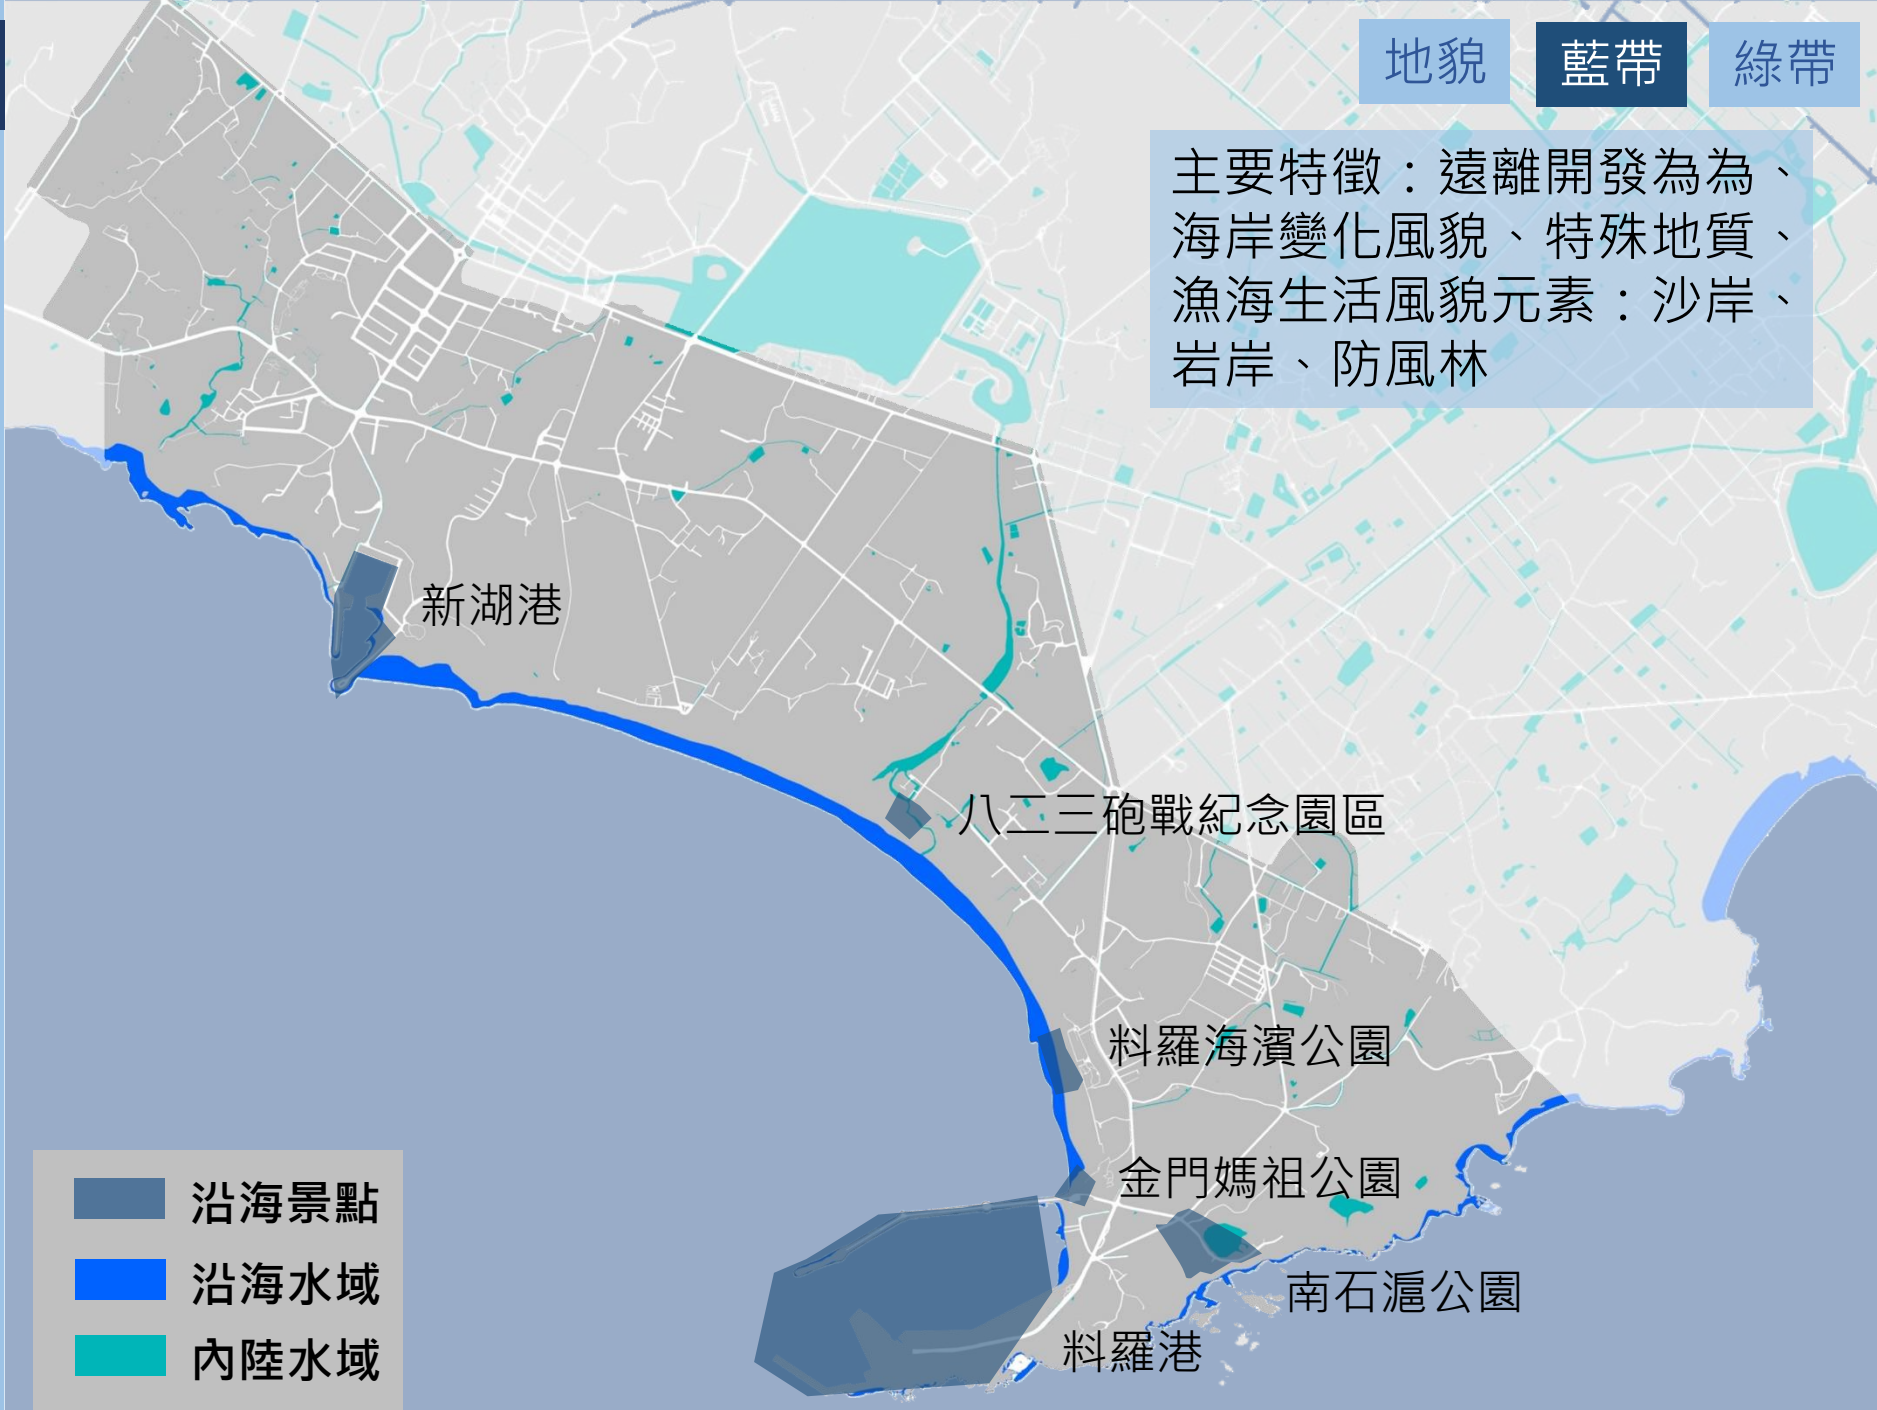 地貌
藍帶
綠帶
主要特徵：遠離開發為為、
海岸變化風貌、特殊地質、
漁海生活風貌元素：沙岸、
岩岸、防風林
新湖港
八二三砲戰紀念園區
料羅海濱公園
金門媽祖公園
南石滬公園
料羅港
沿海景點
沿海水域
內陸水域